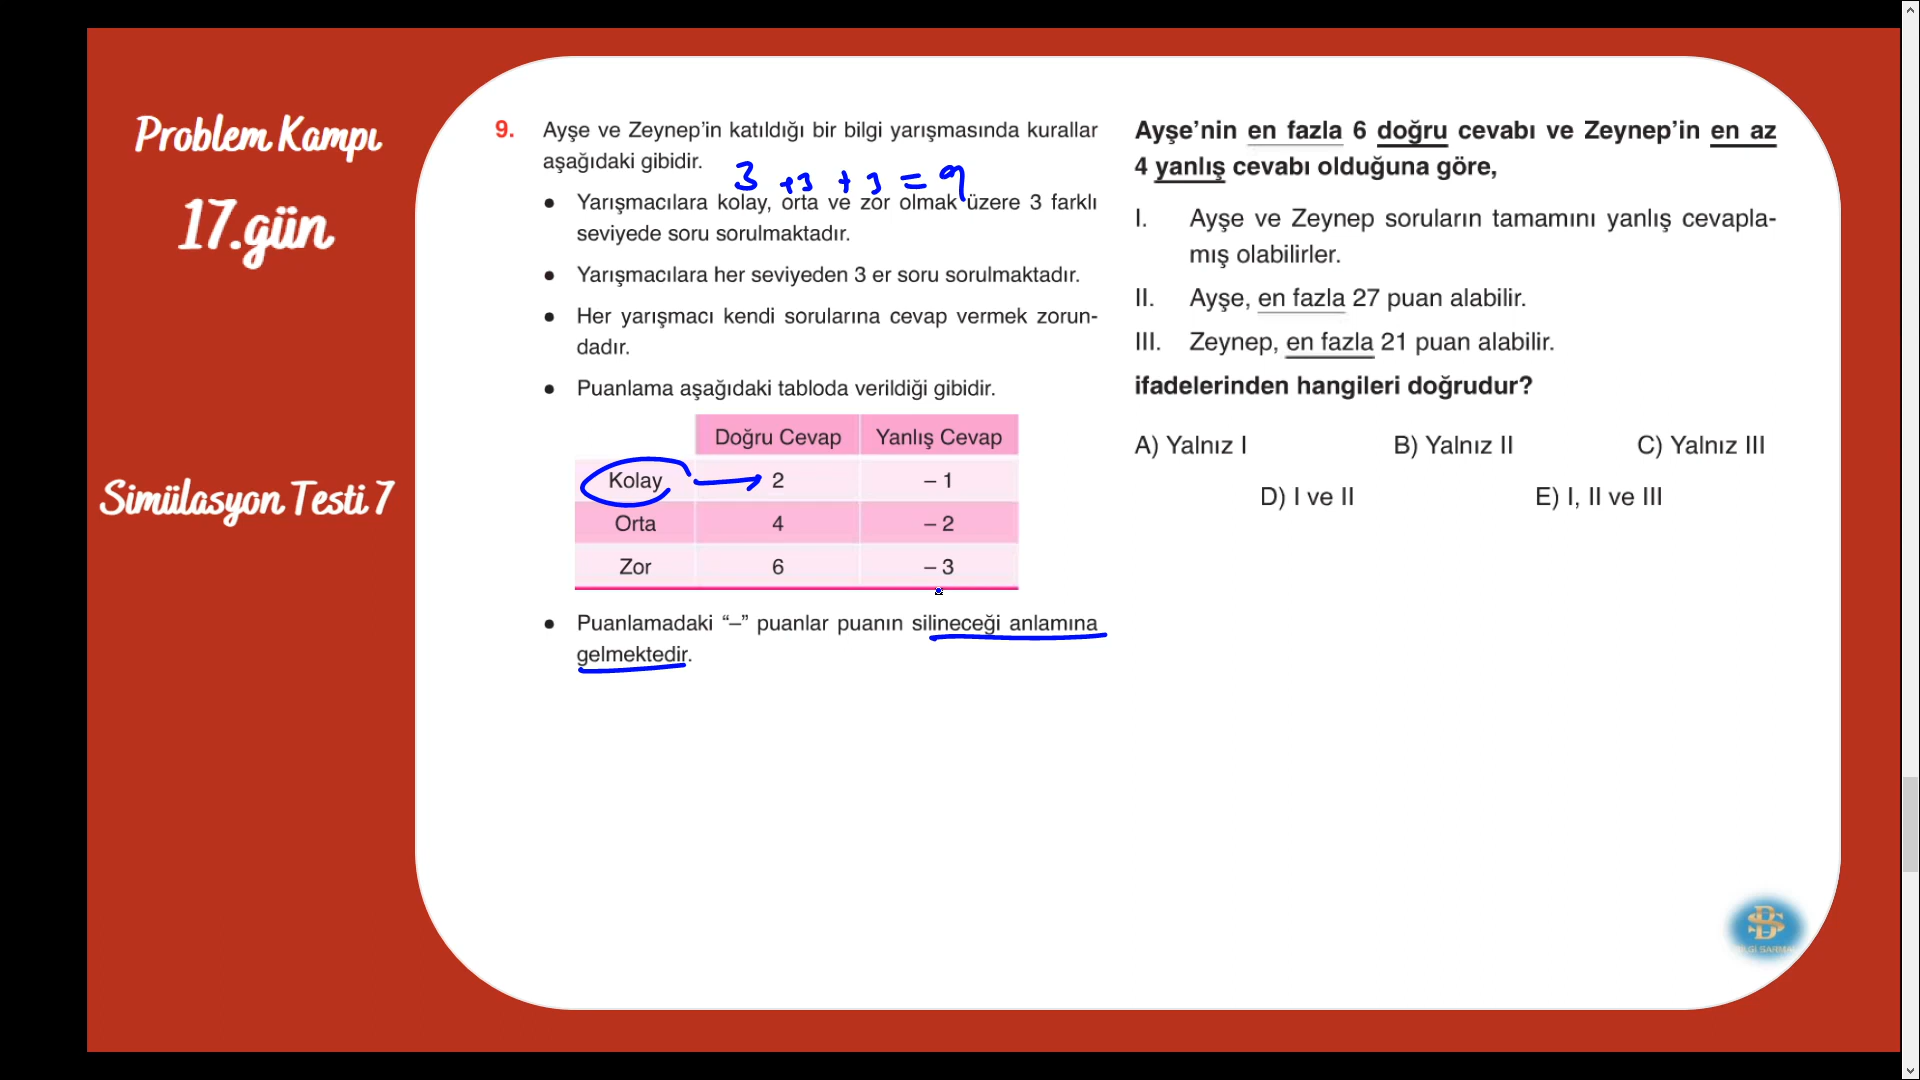 Problem Kampı
17.gün
Simülasyon Testi 7
9. Ayşe ve Zeynep’in katıldığı bir bilgi yarışmasında kurallar
aşağıdaki gibidir.
3 +3 + 3 = 9
• Yarışmacılara kolay, orta ve zor olmak üzere 3 farklı
seviyede soru sorulmaktadır.
• Yarışmacılara her seviyeden 3 er soru sorulmaktadır.
• Her yarışmacı kendi sorularına cevap vermek zorun-
dadır.
• Puanlama aşağıdaki tabloda verildiği gibidir.
Doğru Cevap Yanlış Cevap
Kolay 2 – 1
Orta 4 – 2
Zor 6 – 3
• Puanlamadaki “–” puanlar puanın silineceği anlamına
gelmektedir.
Ayşe’nin en fazla 6 doğru cevabı ve Zeynep’in en az
4 yanlış cevabı olduğuna göre,
I. Ayşe ve Zeynep soruların tamamını yanlış cevapla-
mış olabilirler.
II. Ayşe, en fazla 27 puan alabilir.
III. Zeynep, en fazla 21 puan alabilir.
ifadelerinden hangileri doğrudur?
A) Yalnız I B) Yalnız II C) Yalnız III
D) I ve II E) I, II ve III